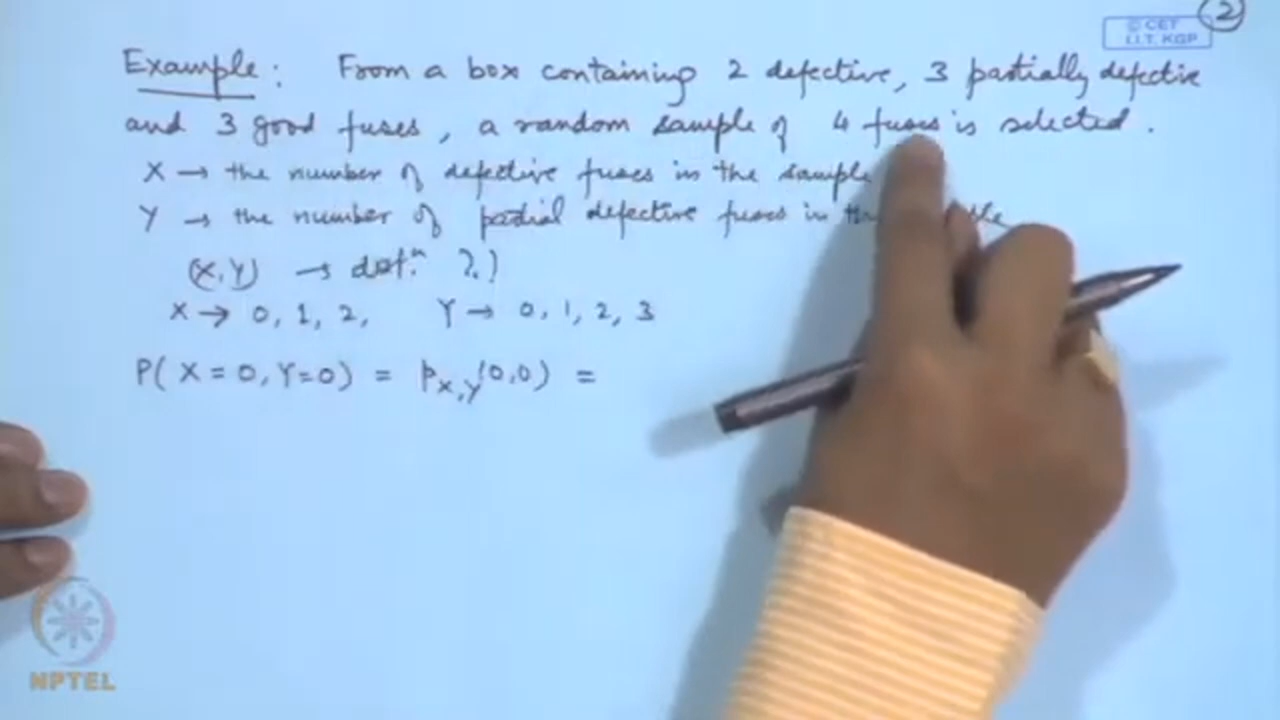 2
© CET
I.I.T. KGP
Example : From a box containing 2 defective, 3 partially defective
and 3 good fuses, a random sample of 4 fuses is selected.
X → the number of defective fuses in the sample
Y → the number of partial defective fuses in
(X,Y) → distⁿ ?
X → 0, 1, 2, Y → 0, 1, 2, 3
P( X = 0, Y = 0 ) = p_{X,Y}(0,0) =
NPTEL